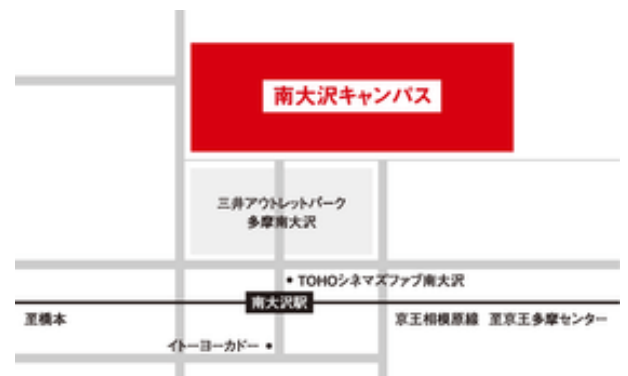 南大沢キャンパス
三井アウトレットパーク
多摩南大沢
• TOHOシネマズファブ南大沢
南大沢駅
至橋本
京王相模原線 至京王多摩センター
イトーヨーカドー •